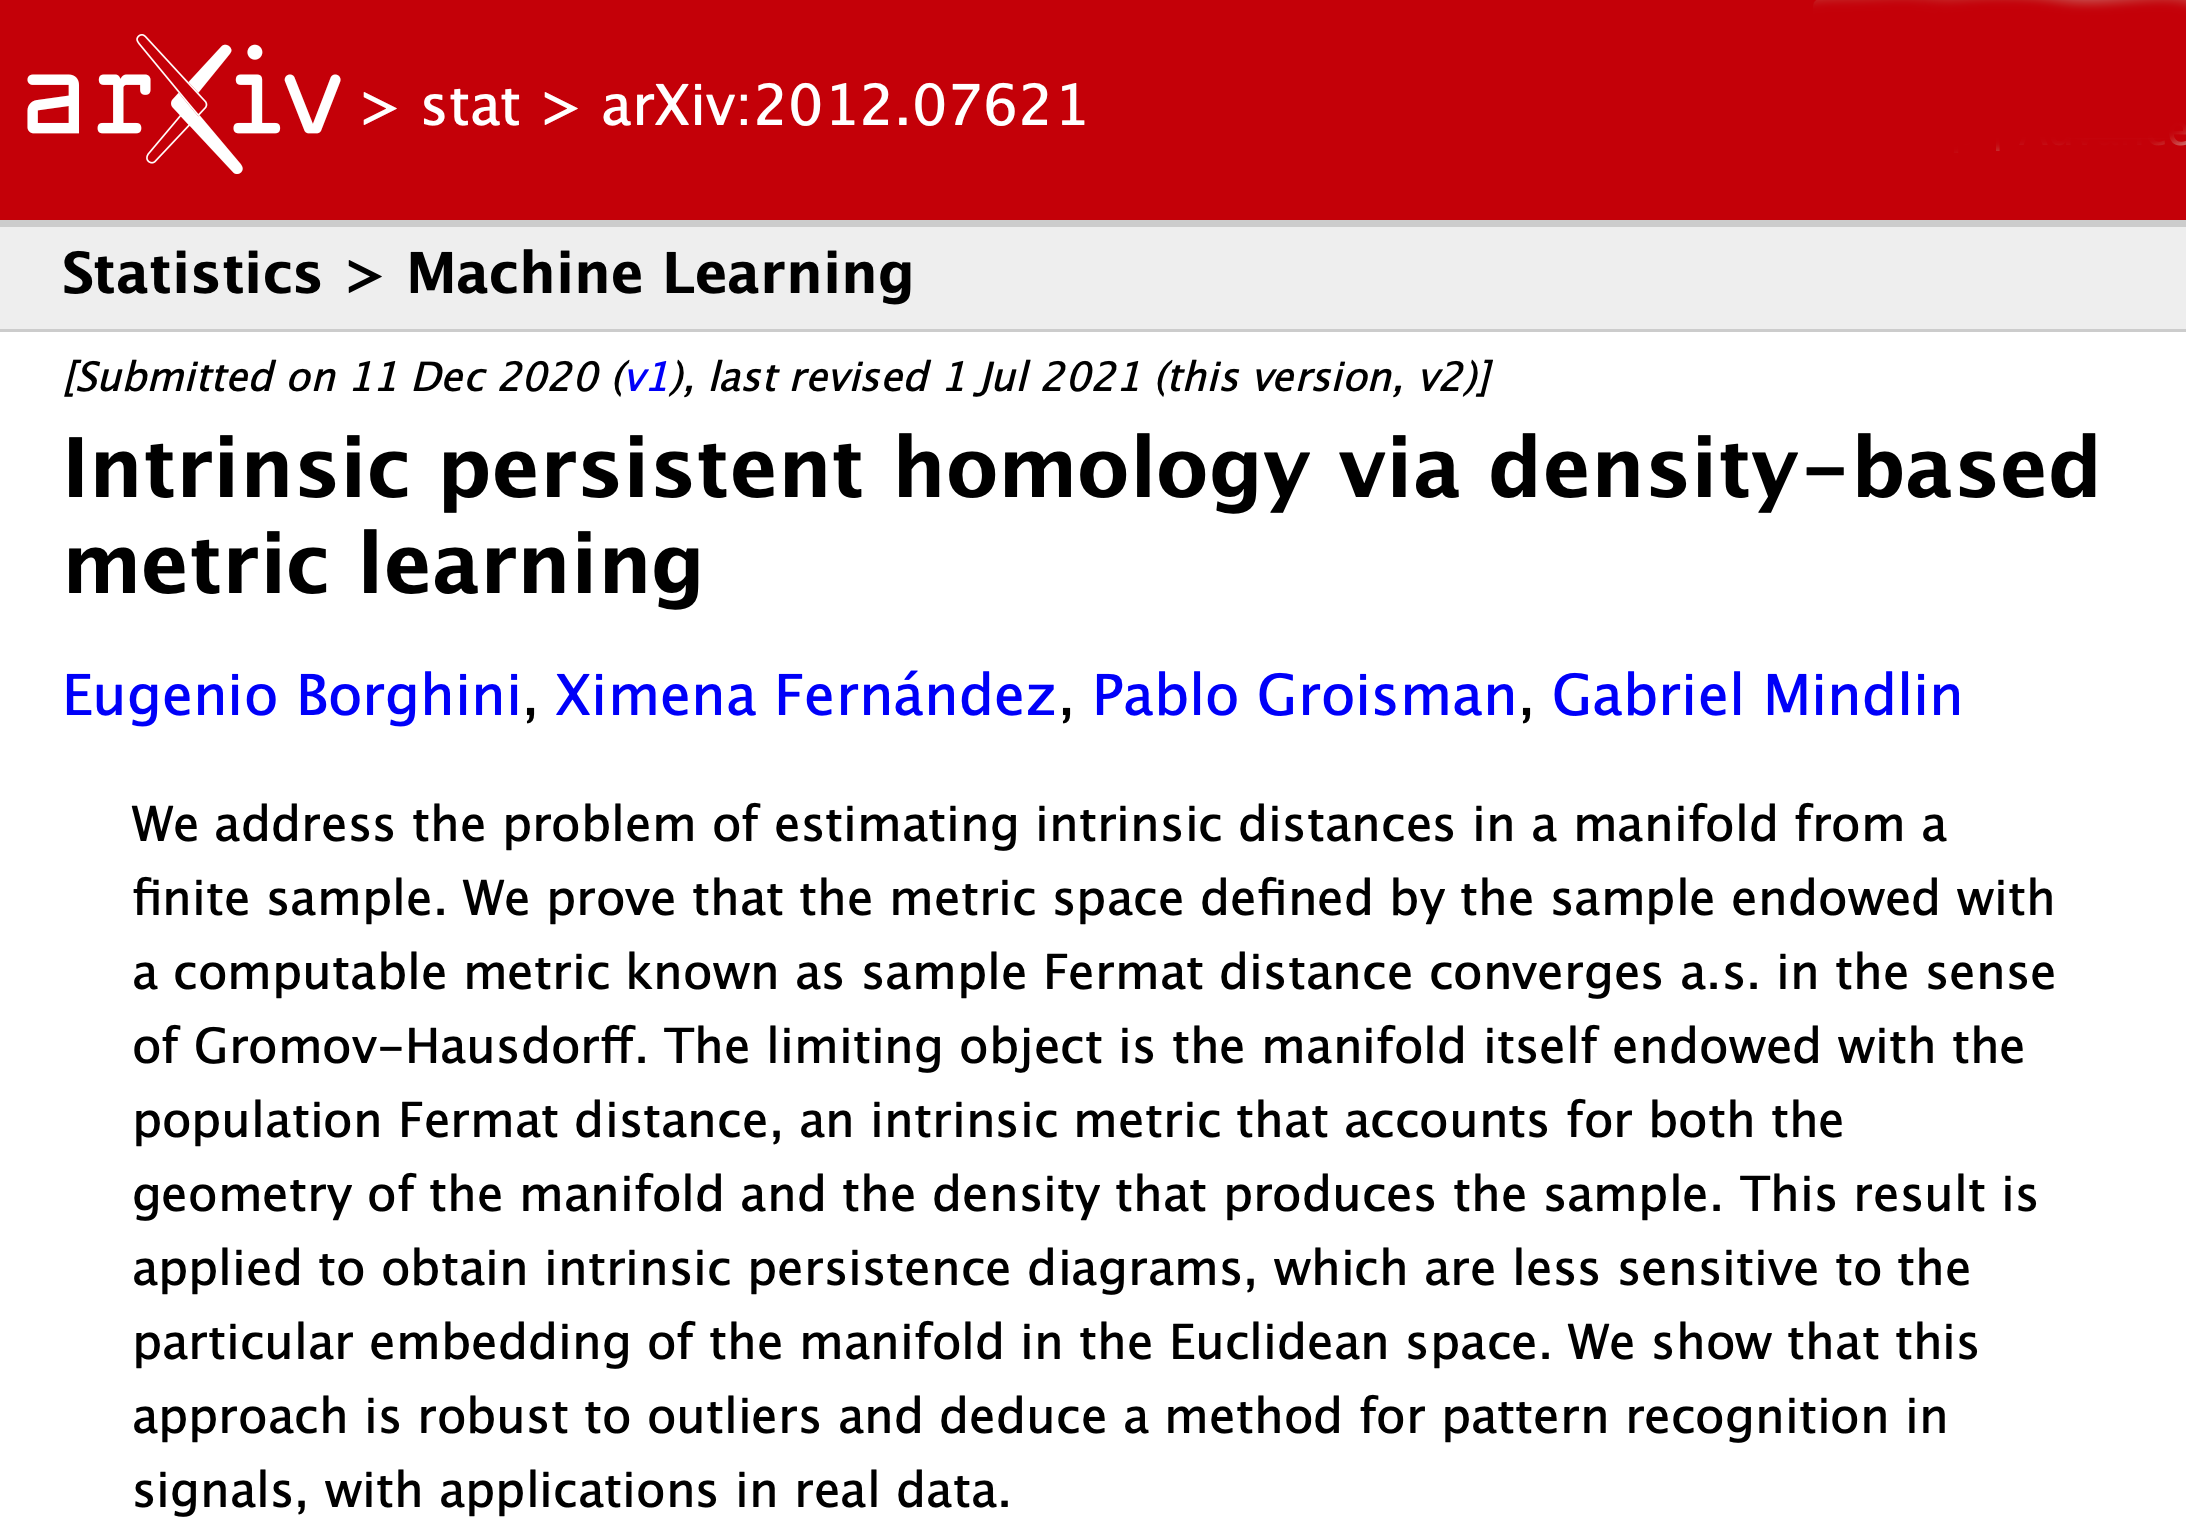 arXiv > stat > arXiv:2012.07621
Statistics > Machine Learning
[Submitted on 11 Dec 2020 (v1), last revised 1 Jul 2021 (this version, v2)]
Intrinsic persistent homology via density-based
metric learning
Eugenio Borghini, Ximena Fernández, Pablo Groisman, Gabriel Mindlin
We address the problem of estimating intrinsic distances in a manifold from a
finite sample. We prove that the metric space defined by the sample endowed with
a computable metric known as sample Fermat distance converges a.s. in the sense
of Gromov-Hausdorff. The limiting object is the manifold itself endowed with the
population Fermat distance, an intrinsic metric that accounts for both the
geometry of the manifold and the density that produces the sample. This result is
applied to obtain intrinsic persistence diagrams, which are less sensitive to the
particular embedding of the manifold in the Euclidean space. We show that this
approach is robust to outliers and deduce a method for pattern recognition in
signals, with applications in real data.